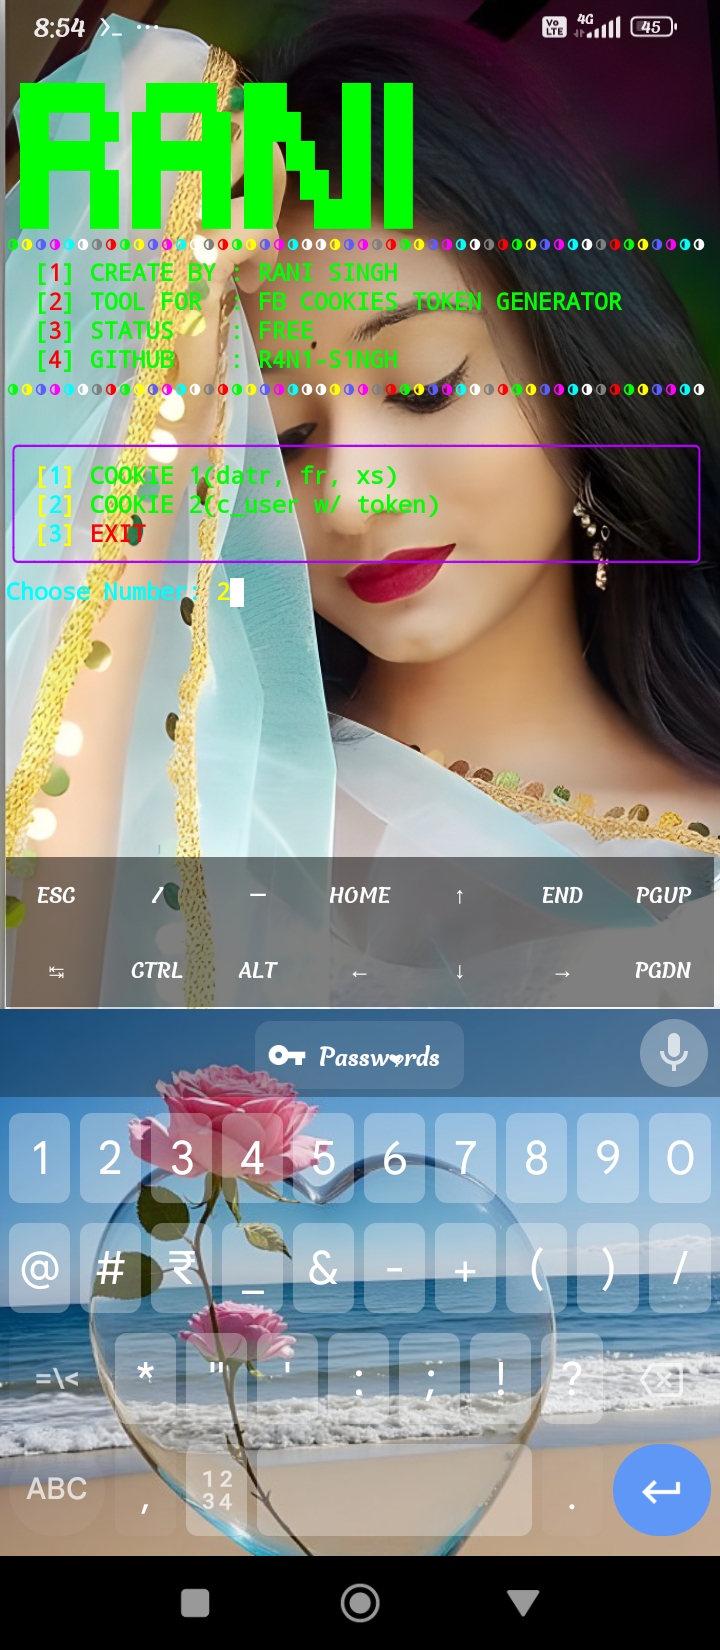 8:54
Vo LTE 4G 45
RANI
[1] CREATE BY : RANI SINGH
[2] TOOL FOR : FB COOKIES TOKEN GENERATOR
[3] STATUS : FREE
[4] GITHUB : R4N1-S1NGH
[1] COOKIE 1(datr, fr, xs)
[2] COOKIE 2(c_user w/ token)
[3] EXIT
Choose Number: 2
ESC / — HOME ↑ END PGUP
↹ CTRL ALT ← ↓ → PGDN
Passwords
1 2 3 4 5 6 7 8 9 0
@ # ₹ _ & - + ( ) /
=\< * " ' : ; ! ?
ABC , 12 34 .